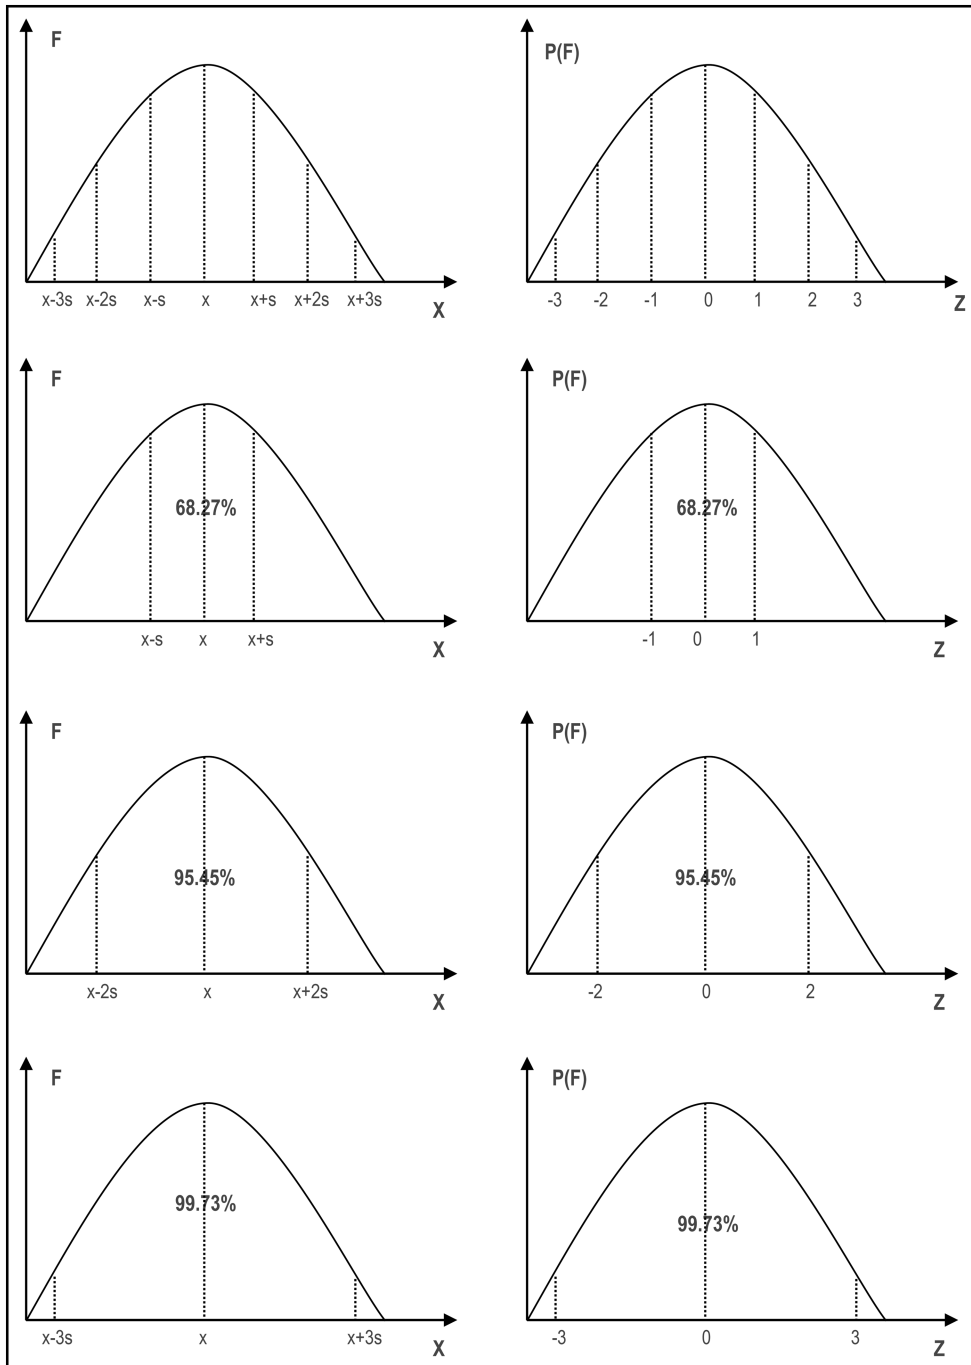 F
x-3s x-2s x-s x x+s x+2s x+3s
X
P(F)
-3 -2 -1 0 1 2 3
Z
F
68.27%
x-s x x+s
X
P(F)
68.27%
-1 0 1
Z
F
95.45%
x-2s x x+2s
X
P(F)
95.45%
-2 0 2
Z
F
99.73%
x-3s x x+3s
X
P(F)
99.73%
-3 0 3
Z